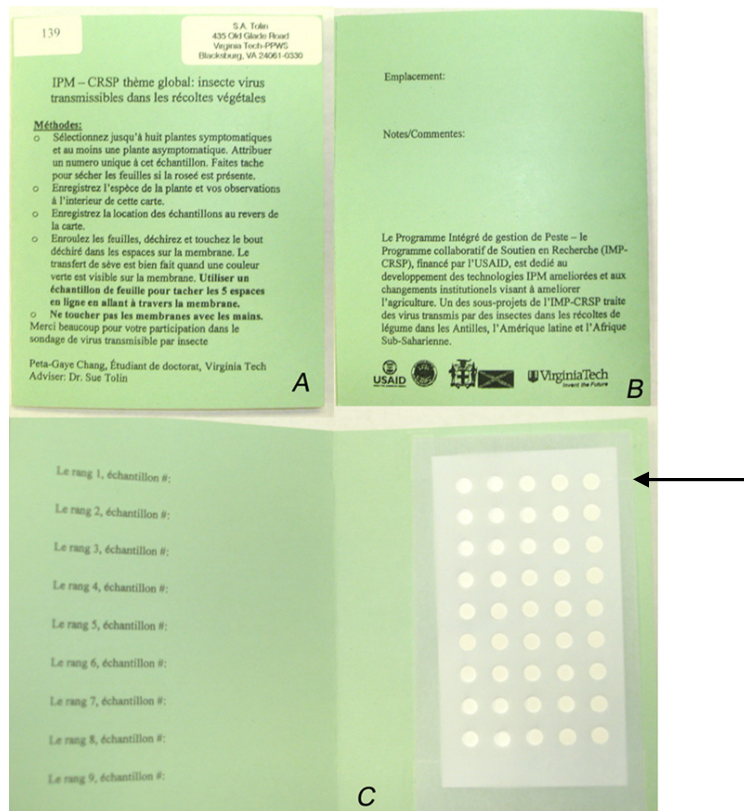 139
S.A. Tolin
435 Old Glade Road
Virginia Tech-PPWS
Blacksburg, VA 24061-0330
IPM – CRSP thème global: insecte virus
transmissibles dans les récoltes végétales
Méthodes:
o Sélectionnez jusqu'à huit plantes symptomatiques
et au moins une plante asymptomatique. Attribuer
un numero unique à cet échantillon. Faites tache
pour sécher les feuilles si la roseé est présente.
o Enregistrez l'espèce de la plante et vos observations
à l'interieur de cette carte.
o Enregistrez la location des échantillons au revers de
la carte.
o Enroulez les feuilles, déchirez et touchez le bout
déchiré dans les espaces sur la membrane. Le
transfert de sève est bien fait quand une couleur
verte est visible sur la membrane. Utiliser un
échantillon de feuille pour tacher les 5 espaces
en ligne en allant à travers la membrane.
o Ne toucher pas les membranes avec les mains.
Merci beaucoup pour votre participation dans le
sondage de virus transmisible par insecte
Peta-Gaye Chang, Étudiant de doctorat, Virginia Tech
Adviser: Dr. Sue Tolin
A
Emplacement:
Notes/Commentes:
Le Programme Intégré de gestion de Peste – le
Programme collaboratif de Soutien en Recherche (IMP-
CRSP), financé par l'USAID, est dedié au
developpement des technologies IPM ameliorées et aux
changements institutionels visant à ameliorer
l'agriculture. Un des sous-projets de l'IMP-CRSP traite
des virus transmis par des insectes dans les récoltes de
légume dans les Antilles, l'Amérique latine et l'Afrique
Sub-Saharienne.
USAID
VirginiaTech
Invent the Future
B
Le rang 1, échantillon #:
Le rang 2, échantillon #:
Le rang 3, échantillon #:
Le rang 4, échantillon #:
Le rang 5, échantillon #:
Le rang 6, échantillon #:
Le rang 7, échantillon #:
Le rang 8, échantillon #:
Le rang 9, échantillon #:
C